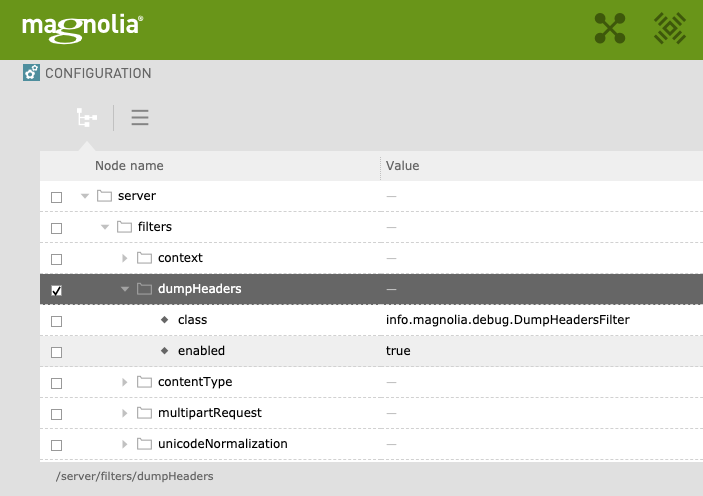 magnolia®
CONFIGURATION
Node name Value
server —
filters —
context —
dumpHeaders —
class info.magnolia.debug.DumpHeadersFilter
enabled true
contentType —
multipartRequest —
unicodeNormalization —
/server/filters/dumpHeaders